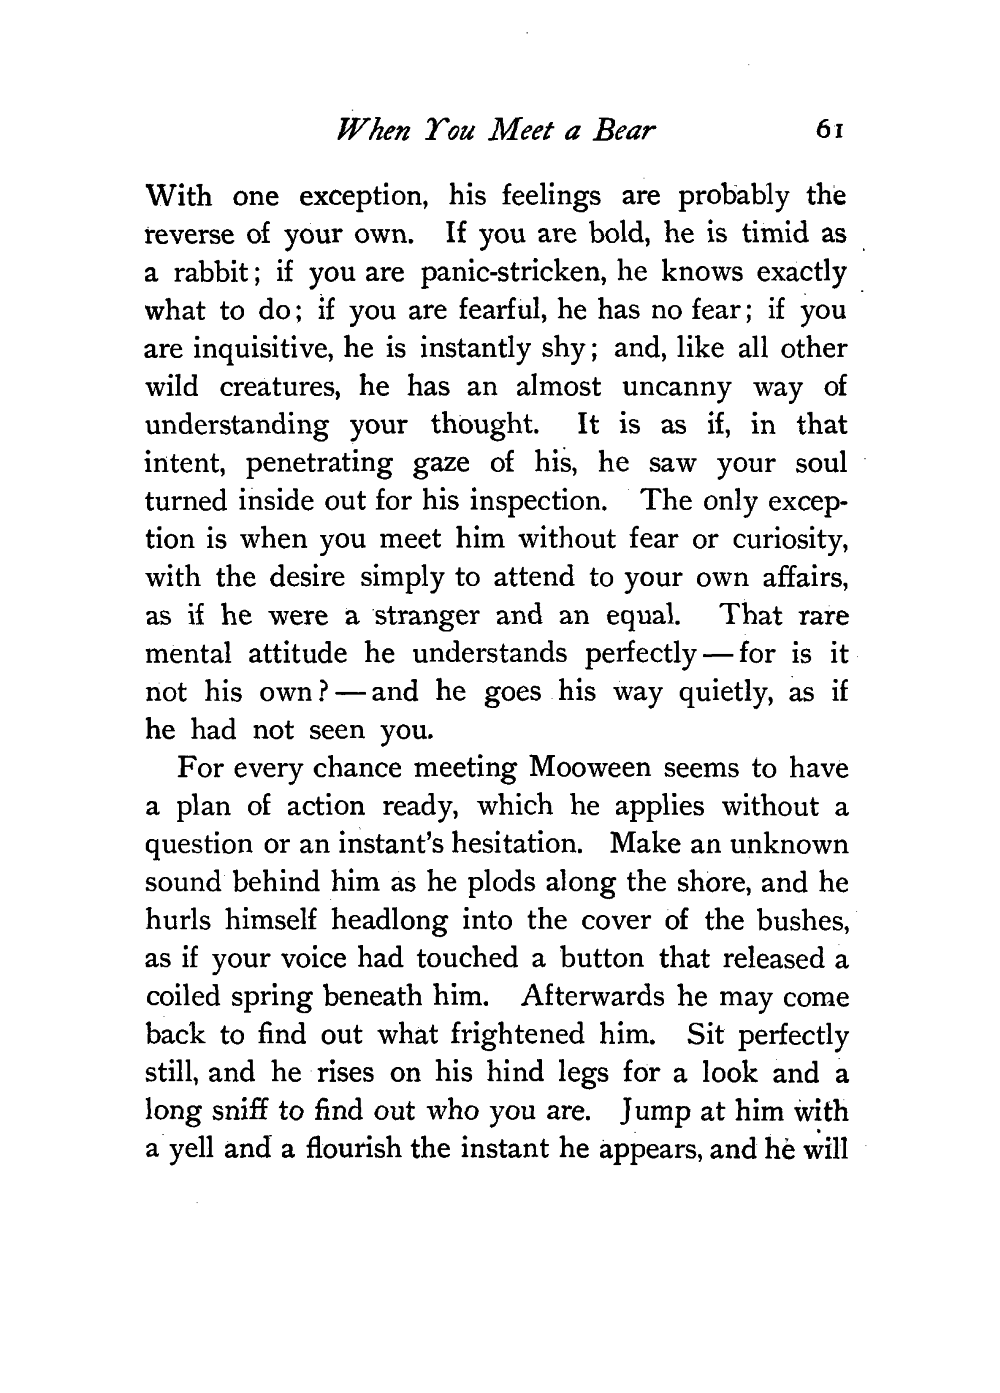 When You Meet a Bear 61
With one exception, his feelings are probably the
reverse of your own. If you are bold, he is timid as
a rabbit; if you are panic-stricken, he knows exactly
what to do; if you are fearful, he has no fear; if you
are inquisitive, he is instantly shy; and, like all other
wild creatures, he has an almost uncanny way of
understanding your thought. It is as if, in that
intent, penetrating gaze of his, he saw your soul
turned inside out for his inspection. The only excep-
tion is when you meet him without fear or curiosity,
with the desire simply to attend to your own affairs,
as if he were a stranger and an equal. That rare
mental attitude he understands perfectly — for is it
not his own? — and he goes his way quietly, as if
he had not seen you.
For every chance meeting Mooween seems to have
a plan of action ready, which he applies without a
question or an instant's hesitation. Make an unknown
sound behind him as he plods along the shore, and he
hurls himself headlong into the cover of the bushes,
as if your voice had touched a button that released a
coiled spring beneath him. Afterwards he may come
back to find out what frightened him. Sit perfectly
still, and he rises on his hind legs for a look and a
long sniff to find out who you are. Jump at him with
a yell and a flourish the instant he appears, and he will